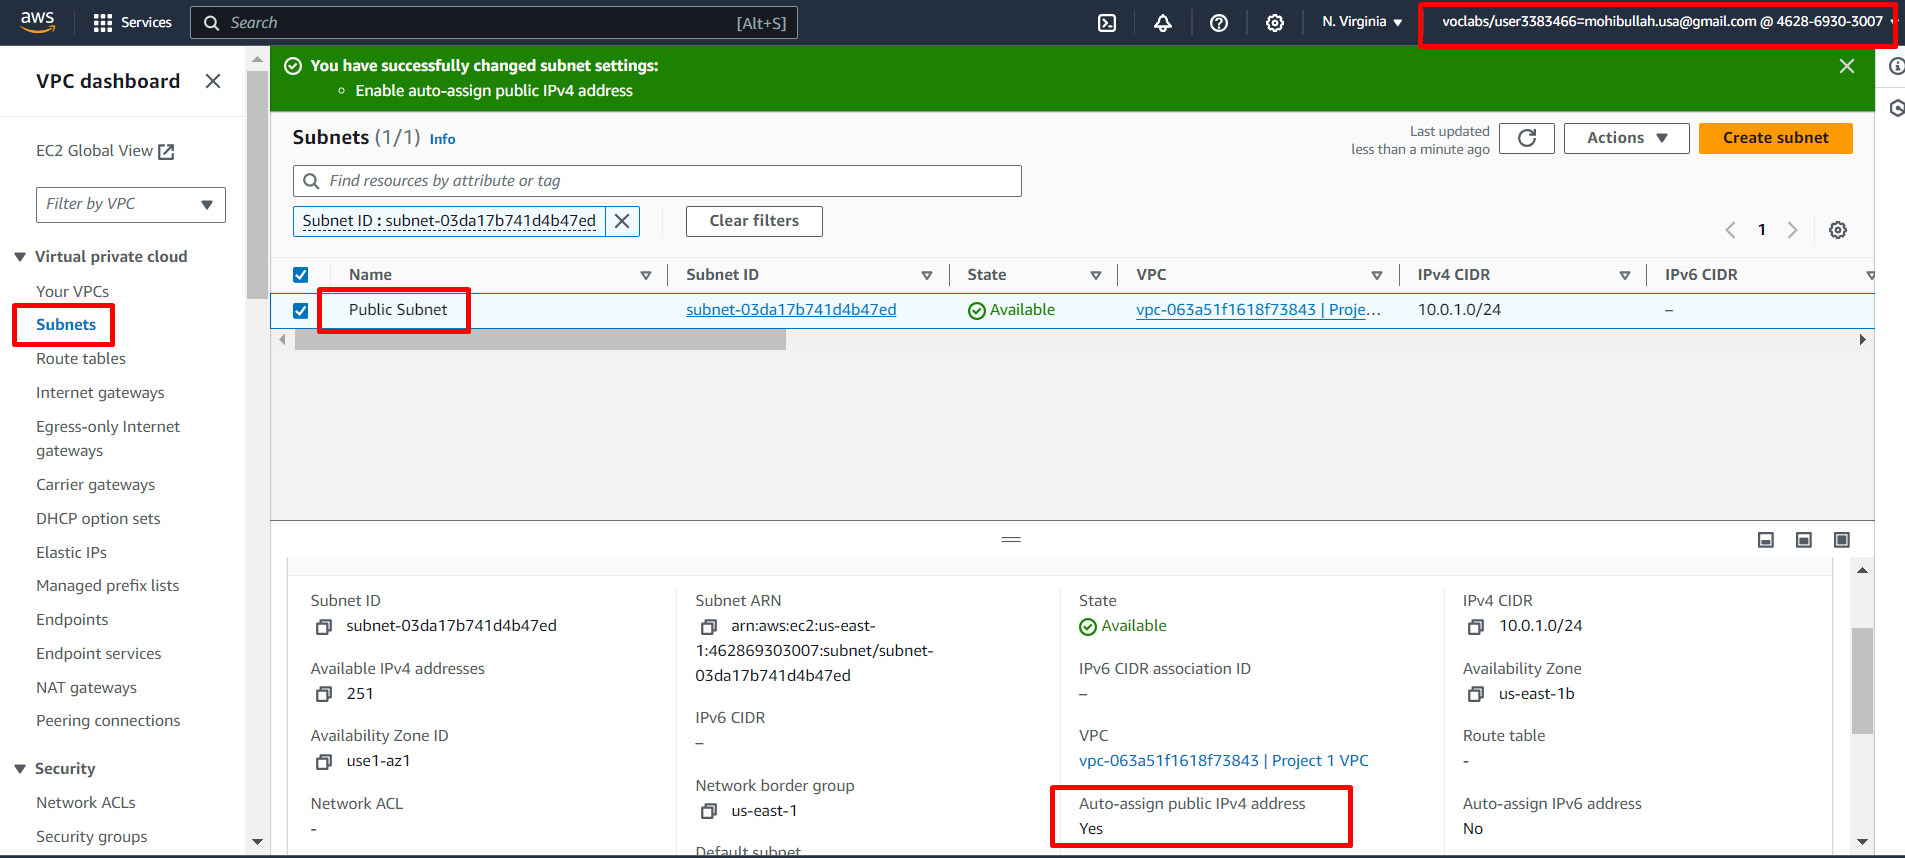 aws
Services
Search
[Alt+S]
N. Virginia
voclabs/user3383466=mohibullah.usa@gmail.com @ 4628-6930-3007
VPC dashboard
EC2 Global View
Filter by VPC
Virtual private cloud
Your VPCs
Subnets
Route tables
Internet gateways
Egress-only Internet
gateways
Carrier gateways
DHCP option sets
Elastic IPs
Managed prefix lists
Endpoints
Endpoint services
NAT gateways
Peering connections
Security
Network ACLs
Security groups
You have successfully changed subnet settings:
Enable auto-assign public IPv4 address
Subnets (1/1) Info
Last updated
less than a minute ago
Actions
Create subnet
Find resources by attribute or tag
Subnet ID : subnet-03da17b741d4b47ed
Clear filters
1
Name
Subnet ID
State
VPC
IPv4 CIDR
IPv6 CIDR
Public Subnet
subnet-03da17b741d4b47ed
Available
vpc-063a51f1618f73843 | Proje…
10.0.1.0/24
–
Subnet ID
subnet-03da17b741d4b47ed
Available IPv4 addresses
251
Availability Zone ID
use1-az1
Network ACL
-
Subnet ARN
arn:aws:ec2:us-east-
1:462869303007:subnet/subnet-
03da17b741d4b47ed
IPv6 CIDR
–
Network border group
us-east-1
Default subnet
State
Available
IPv6 CIDR association ID
–
VPC
vpc-063a51f1618f73843 | Project 1 VPC
Auto-assign public IPv4 address
Yes
IPv4 CIDR
10.0.1.0/24
Availability Zone
us-east-1b
Route table
-
Auto-assign IPv6 address
No